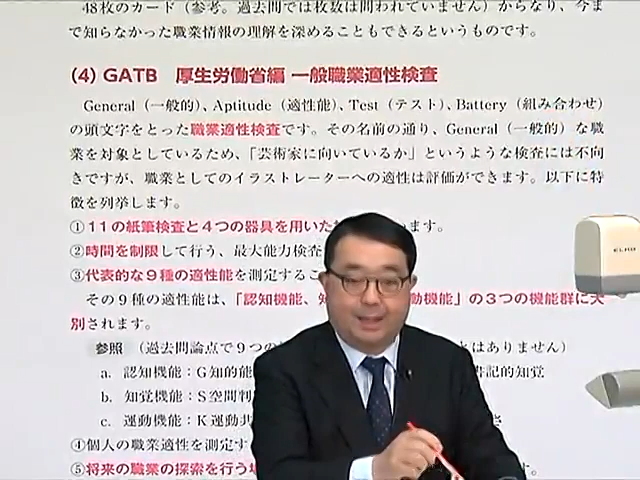 48枚のカード（参考。過去問では枚数は問われていません）からなり、今ま
で知らなかった職業情報の理解を深めることもできるというものです。
(4) GATB　厚生労働省編 一般職業適性検査
General（一般的）、Aptitude（適性能）、Test（テスト）、Battery（組み合わせ）
の頭文字をとった職業適性検査です。その名前の通り、General（一般的）な職
業を対象としているため、「芸術家に向いているか」というような検査には不向
きですが、職業としてのイラストレーターへの適性は評価ができます。以下に特
徴を列挙します。
①11の紙筆検査と4つの器具を用いた ます。
②時間を制限して行う、最大能力検査
③代表的な9種の適性能を測定するこ
その9種の適性能は、「認知機能、知 動機能」の3つの機能群に大
別されます。
参照 （過去問論点で9つの はありません）
a. 認知機能：G知的能 書記的知覚
b. 知覚機能：S空間判
c. 運動機能：K運動共 さ
④個人の職業適性を測定す
⑤将来の職業の探索を行う場 す。
ELMO